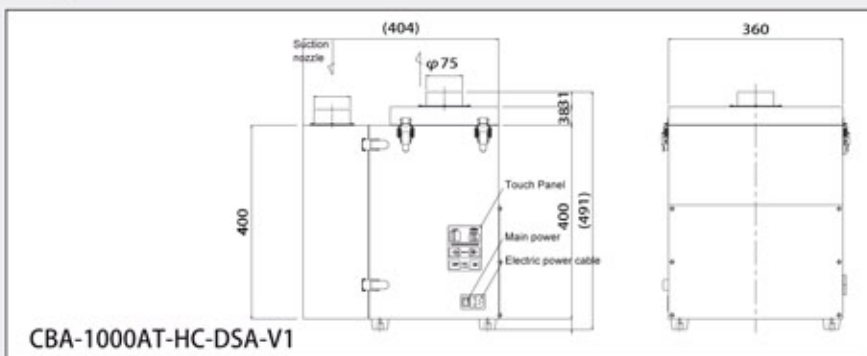 (404)
360
Suction
nozzle
φ75
31
38
400
Touch Panel
400
(491)
Main power
Electric power cable
CBA-1000AT-HC-DSA-V1